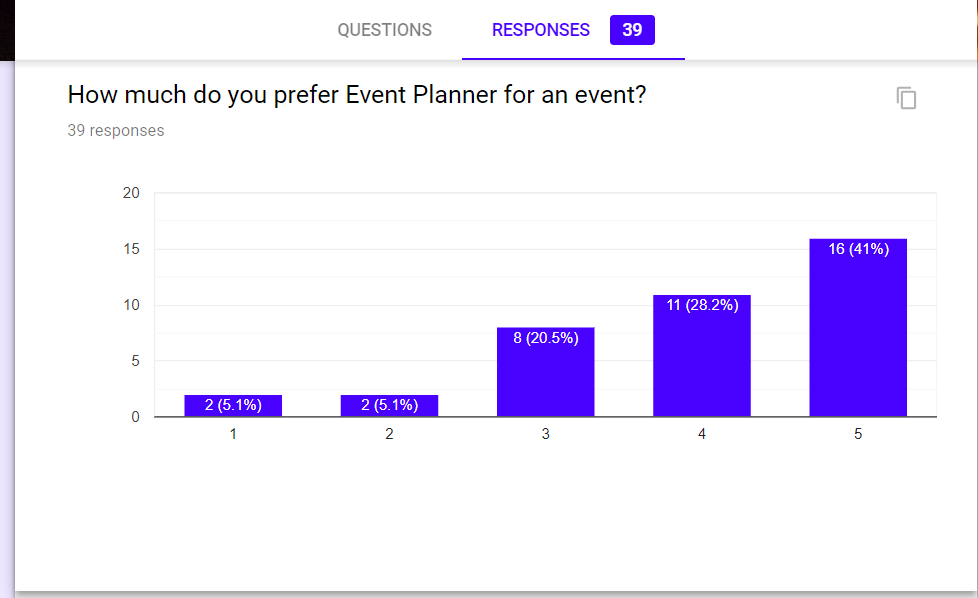 QUESTIONS RESPONSES 39
How much do you prefer Event Planner for an event?
39 responses
20
15
10
5
0
2 (5.1%) 2 (5.1%) 8 (20.5%) 11 (28.2%) 16 (41%)
1 2 3 4 5